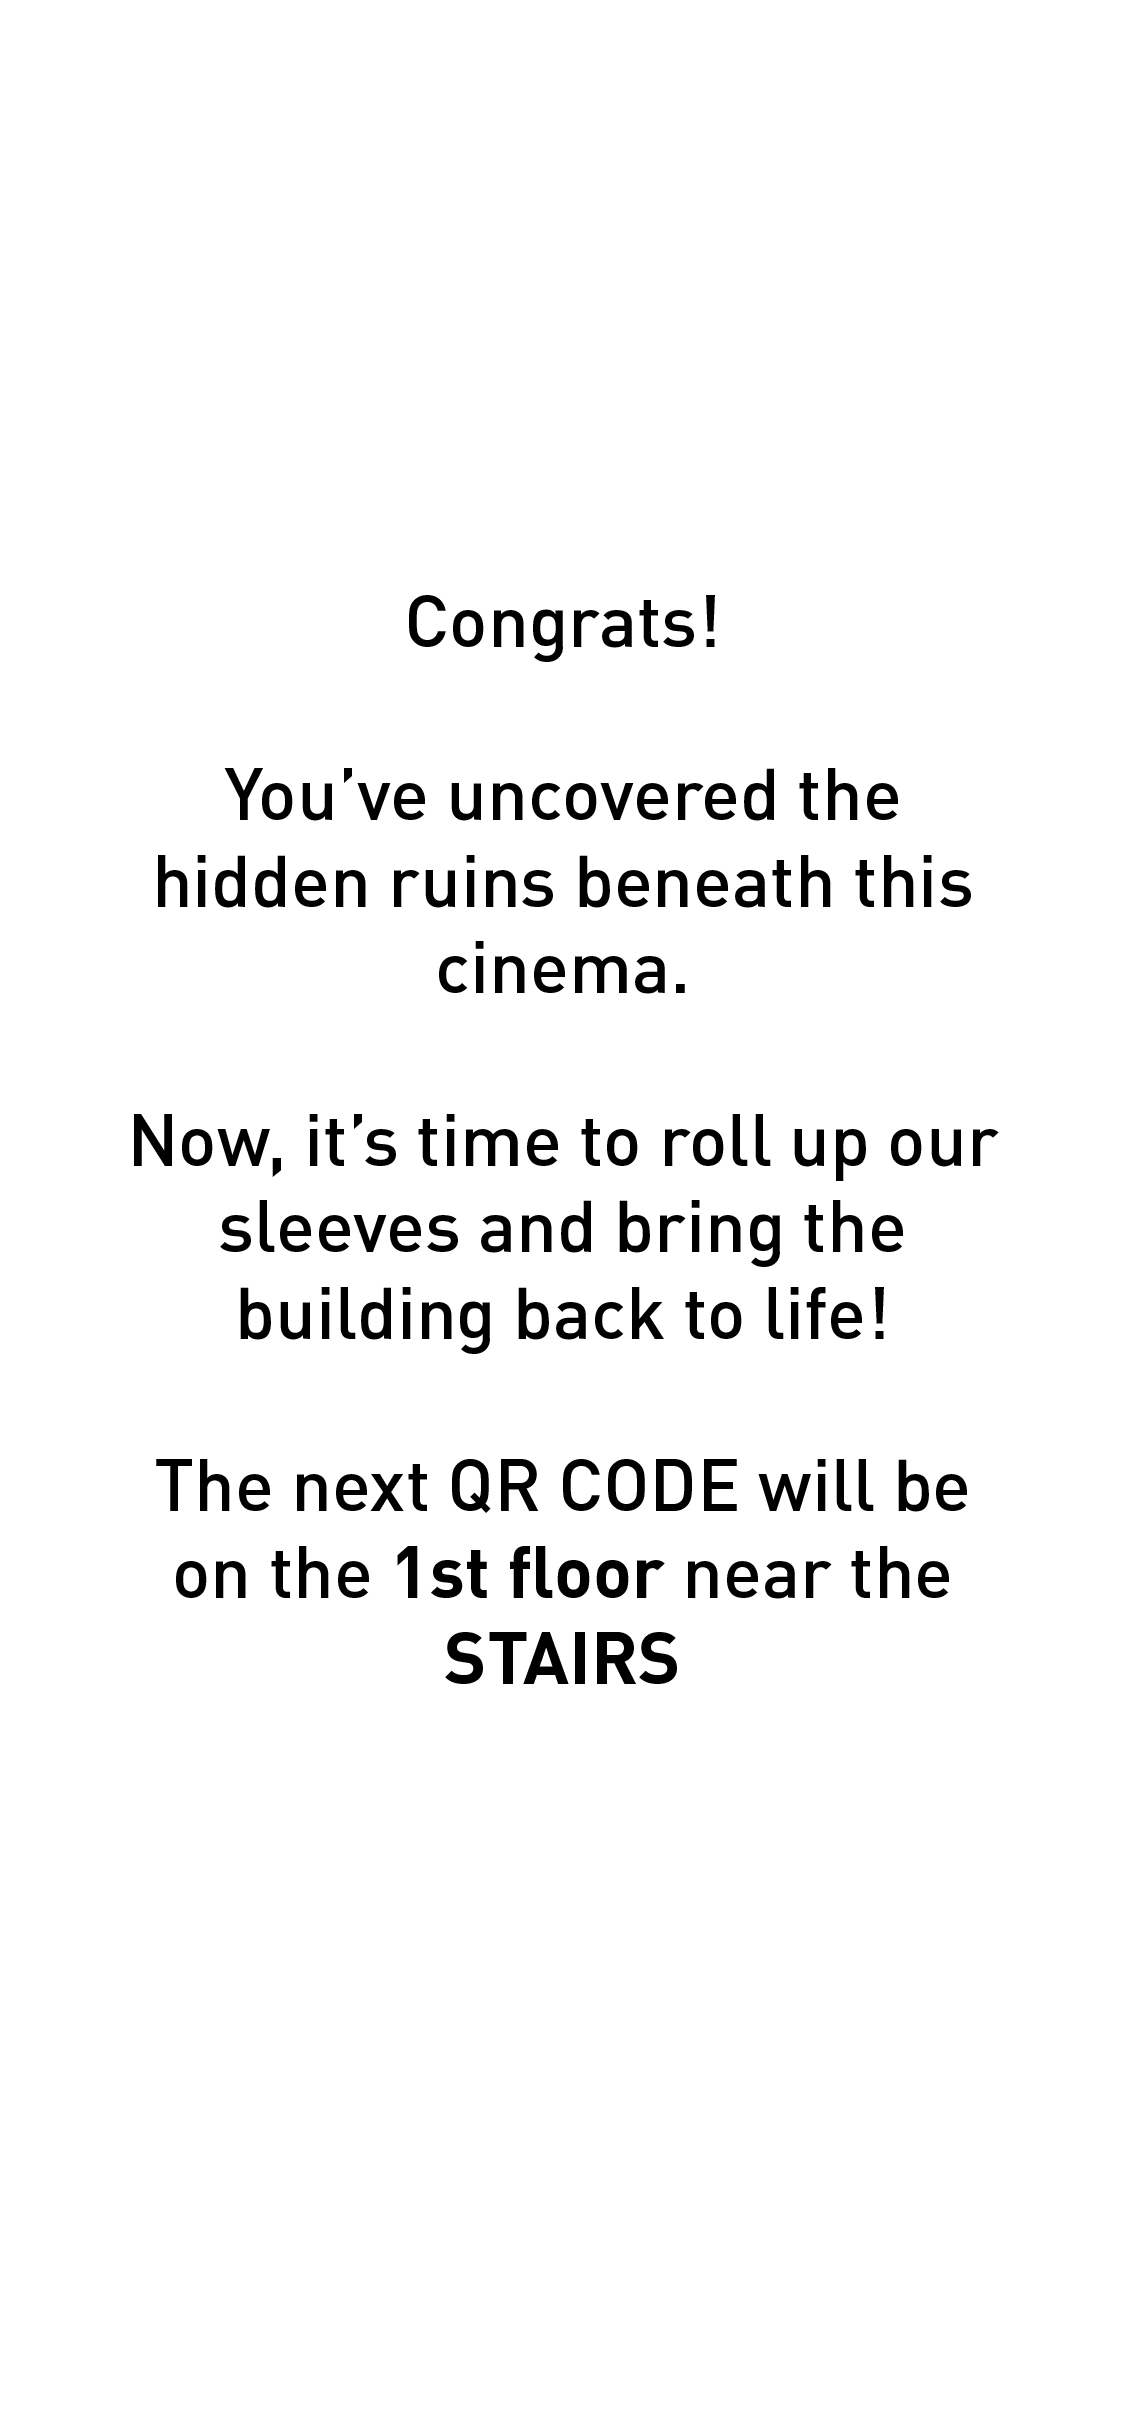 Congrats!
You’ve uncovered the
hidden ruins beneath this
cinema.
Now, it’s time to roll up our
sleeves and bring the
building back to life!
The next QR CODE will be
on the 1st floor near the
STAIRS